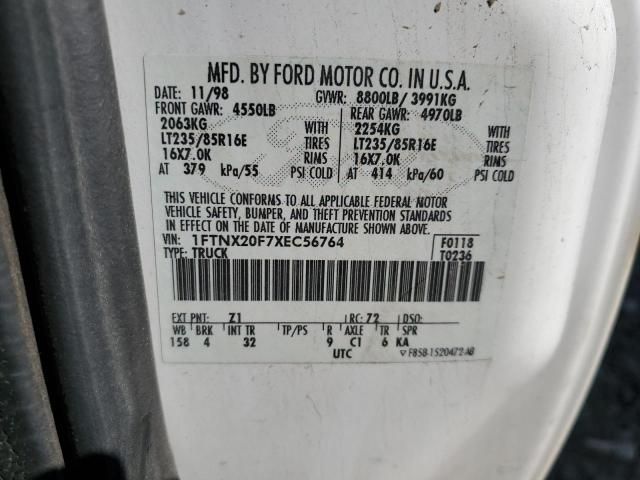 MFD. BY FORD MOTOR CO. IN U.S.A.
DATE: 11/98 GVWR: 8800LB/ 3991KG
FRONT GAWR: 4550LB REAR GAWR: 4970LB
2063KG WITH 2254KG WITH
LT235/85R16E TIRES LT235/85R16E TIRES
16X7.0K RIMS 16X7.0K RIMS
AT 379 kPa/55 PSI COLD AT 414 kPa/60 PSI COLD
THIS VEHICLE CONFORMS TO ALL APPLICABLE FEDERAL MOTOR
VEHICLE SAFETY, BUMPER, AND THEFT PREVENTION STANDARDS
IN EFFECT ON THE DATE OF MANUFACTURE SHOWN ABOVE.
VIN: 1FTNX20F7XEC56764 F0118
TYPE: TRUCK T0236
EXT PNT: Z1 RC: 72 DSO:
WB BRK INT TR TP/PS R AXLE TR SPR
158 4 32 9 C1 6 KA
UTC F85B-1520472-AB